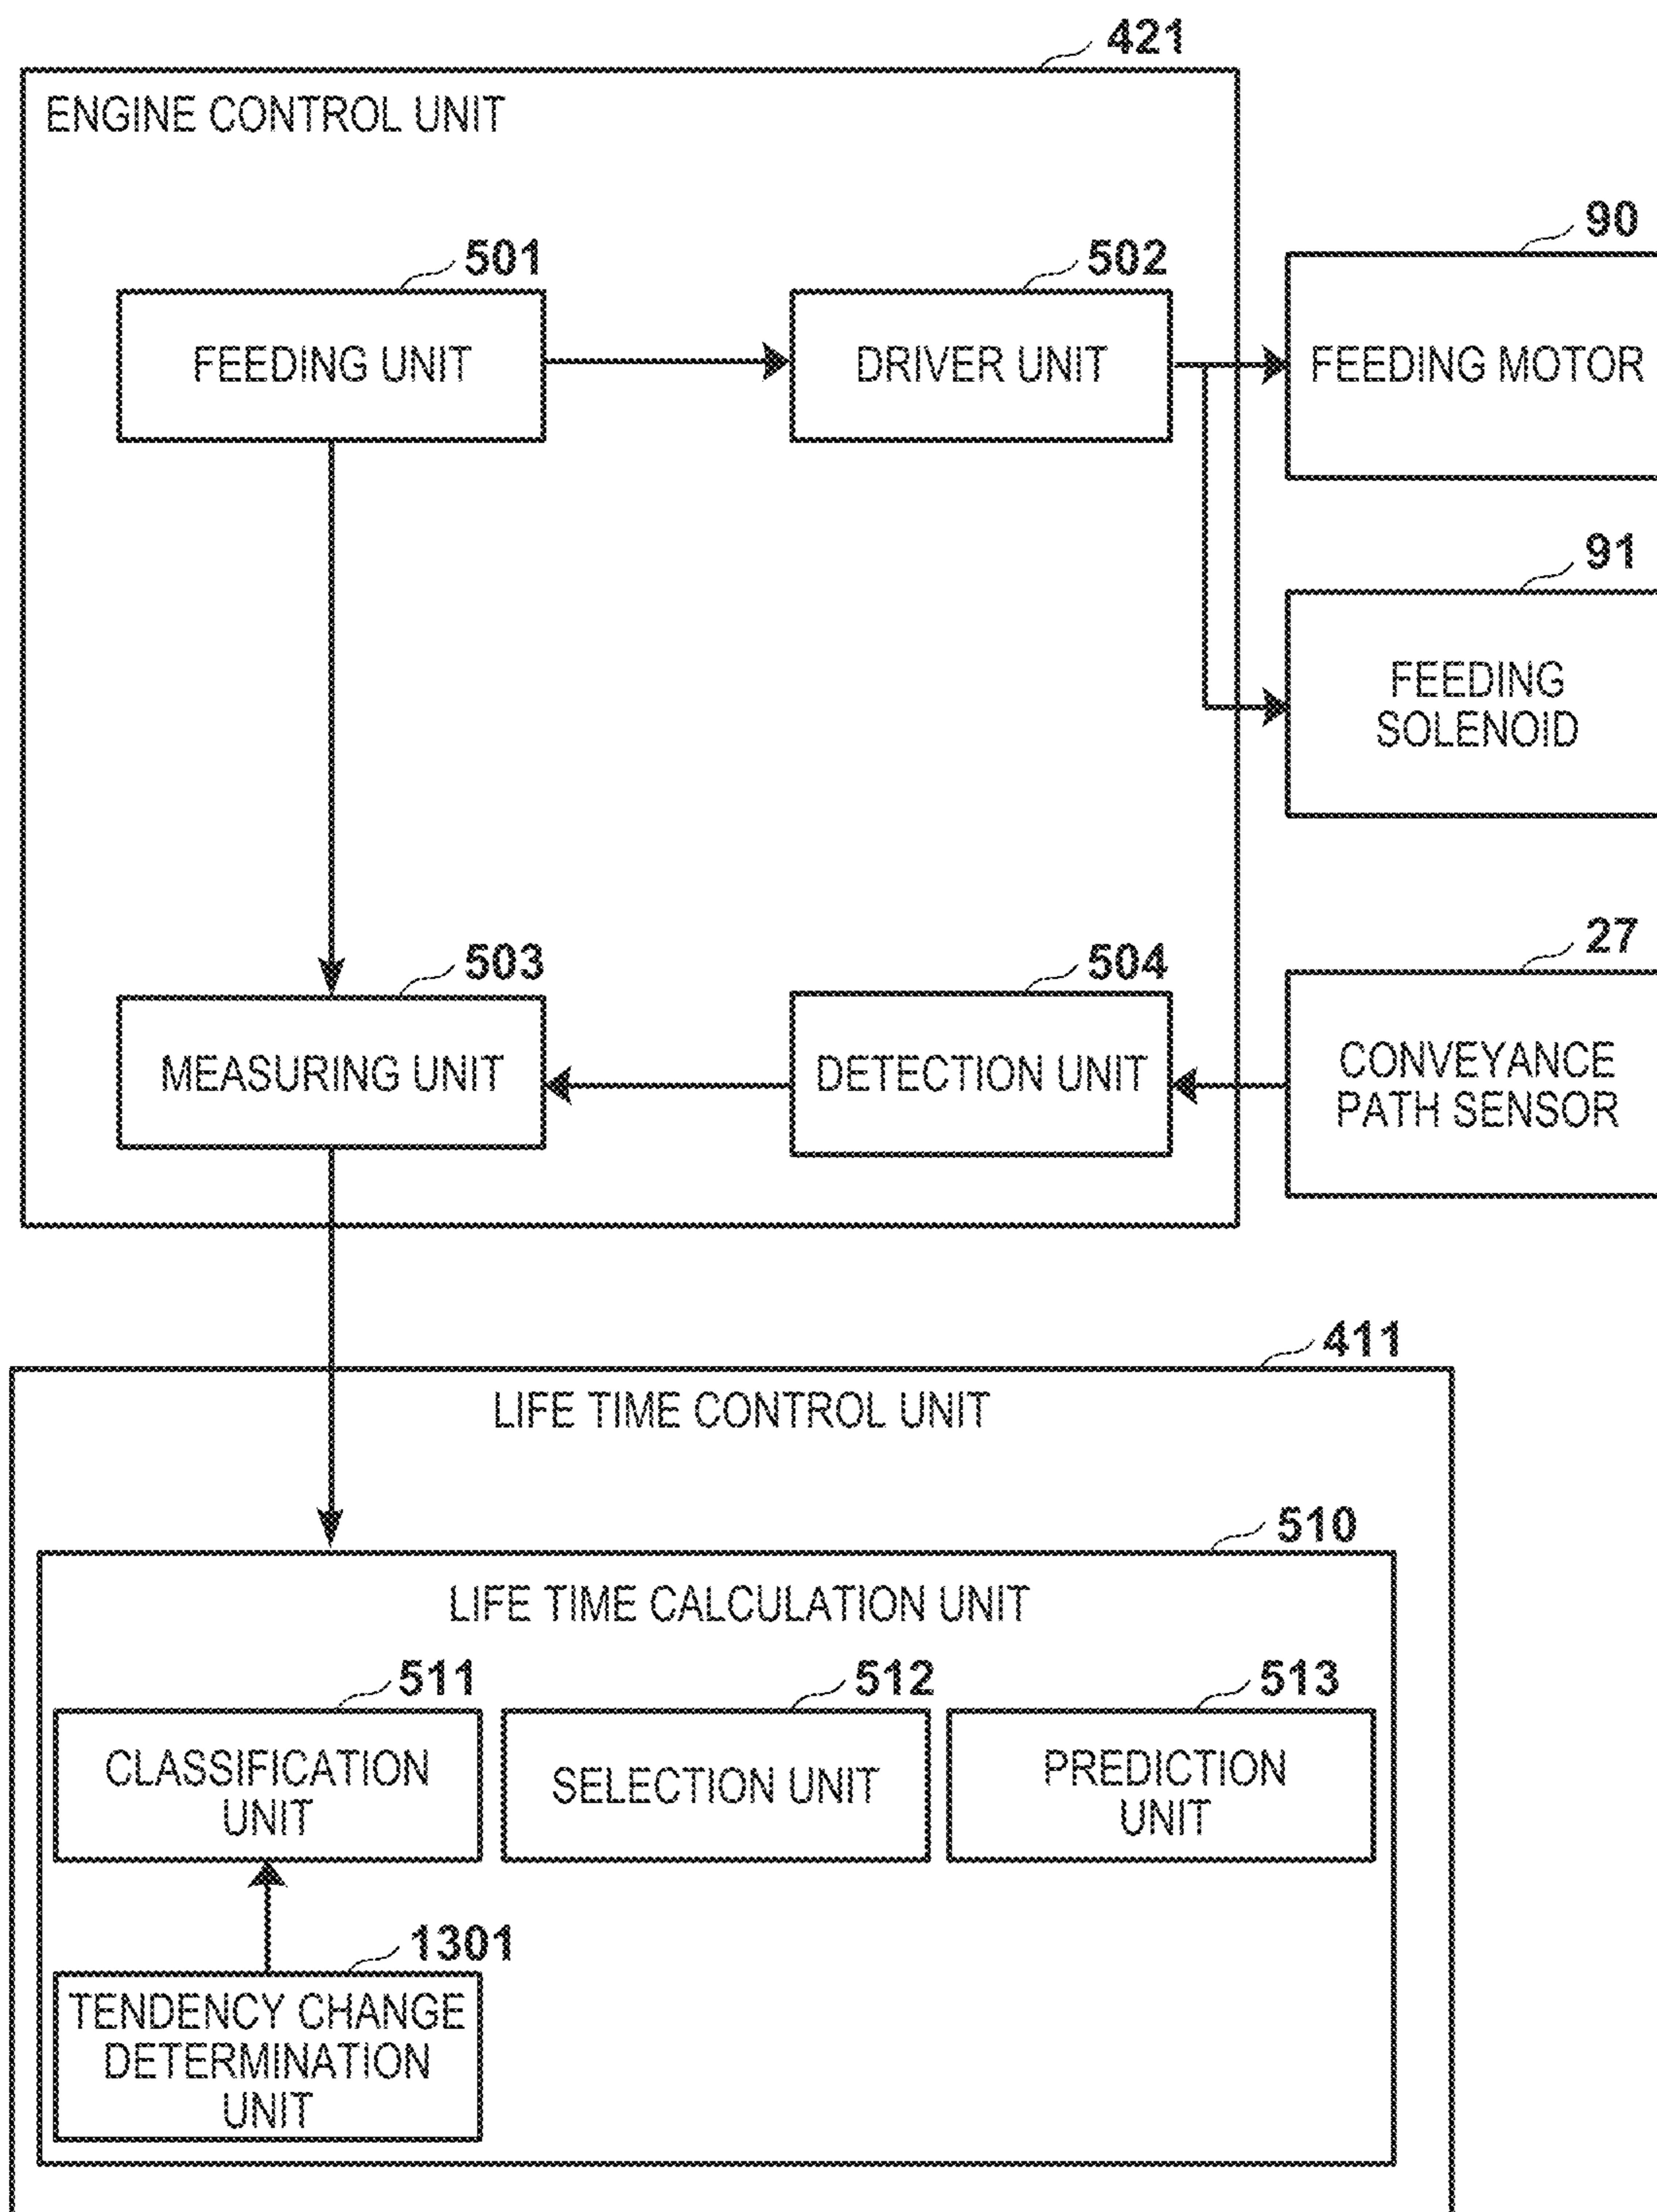 421
ENGINE CONTROL UNIT
90
501
502
FEEDING UNIT
DRIVER UNIT
FEEDING MOTOR
91
FEEDING
SOLENOID
27
503
504
MEASURING UNIT
DETECTION UNIT
CONVEYANCE
PATH SENSOR
411
LIFE TIME CONTROL UNIT
510
LIFE TIME CALCULATION UNIT
511
512
513
CLASSIFICATION
UNIT
SELECTION UNIT
PREDICTION
UNIT
1301
TENDENCY CHANGE
DETERMINATION
UNIT